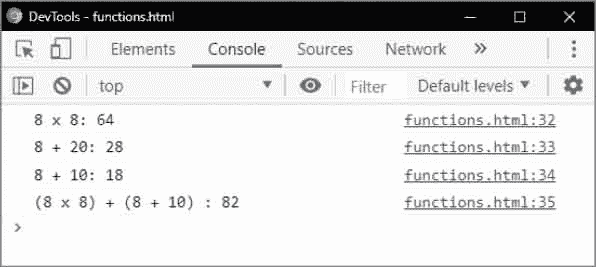 DevTools - functions.html
Elements Console Sources Network »
top Filter Default levels ▼
8 x 8: 64 functions.html:32
8 + 20: 28 functions.html:33
8 + 10: 18 functions.html:34
(8 x 8) + (8 + 10) : 82 functions.html:35
>